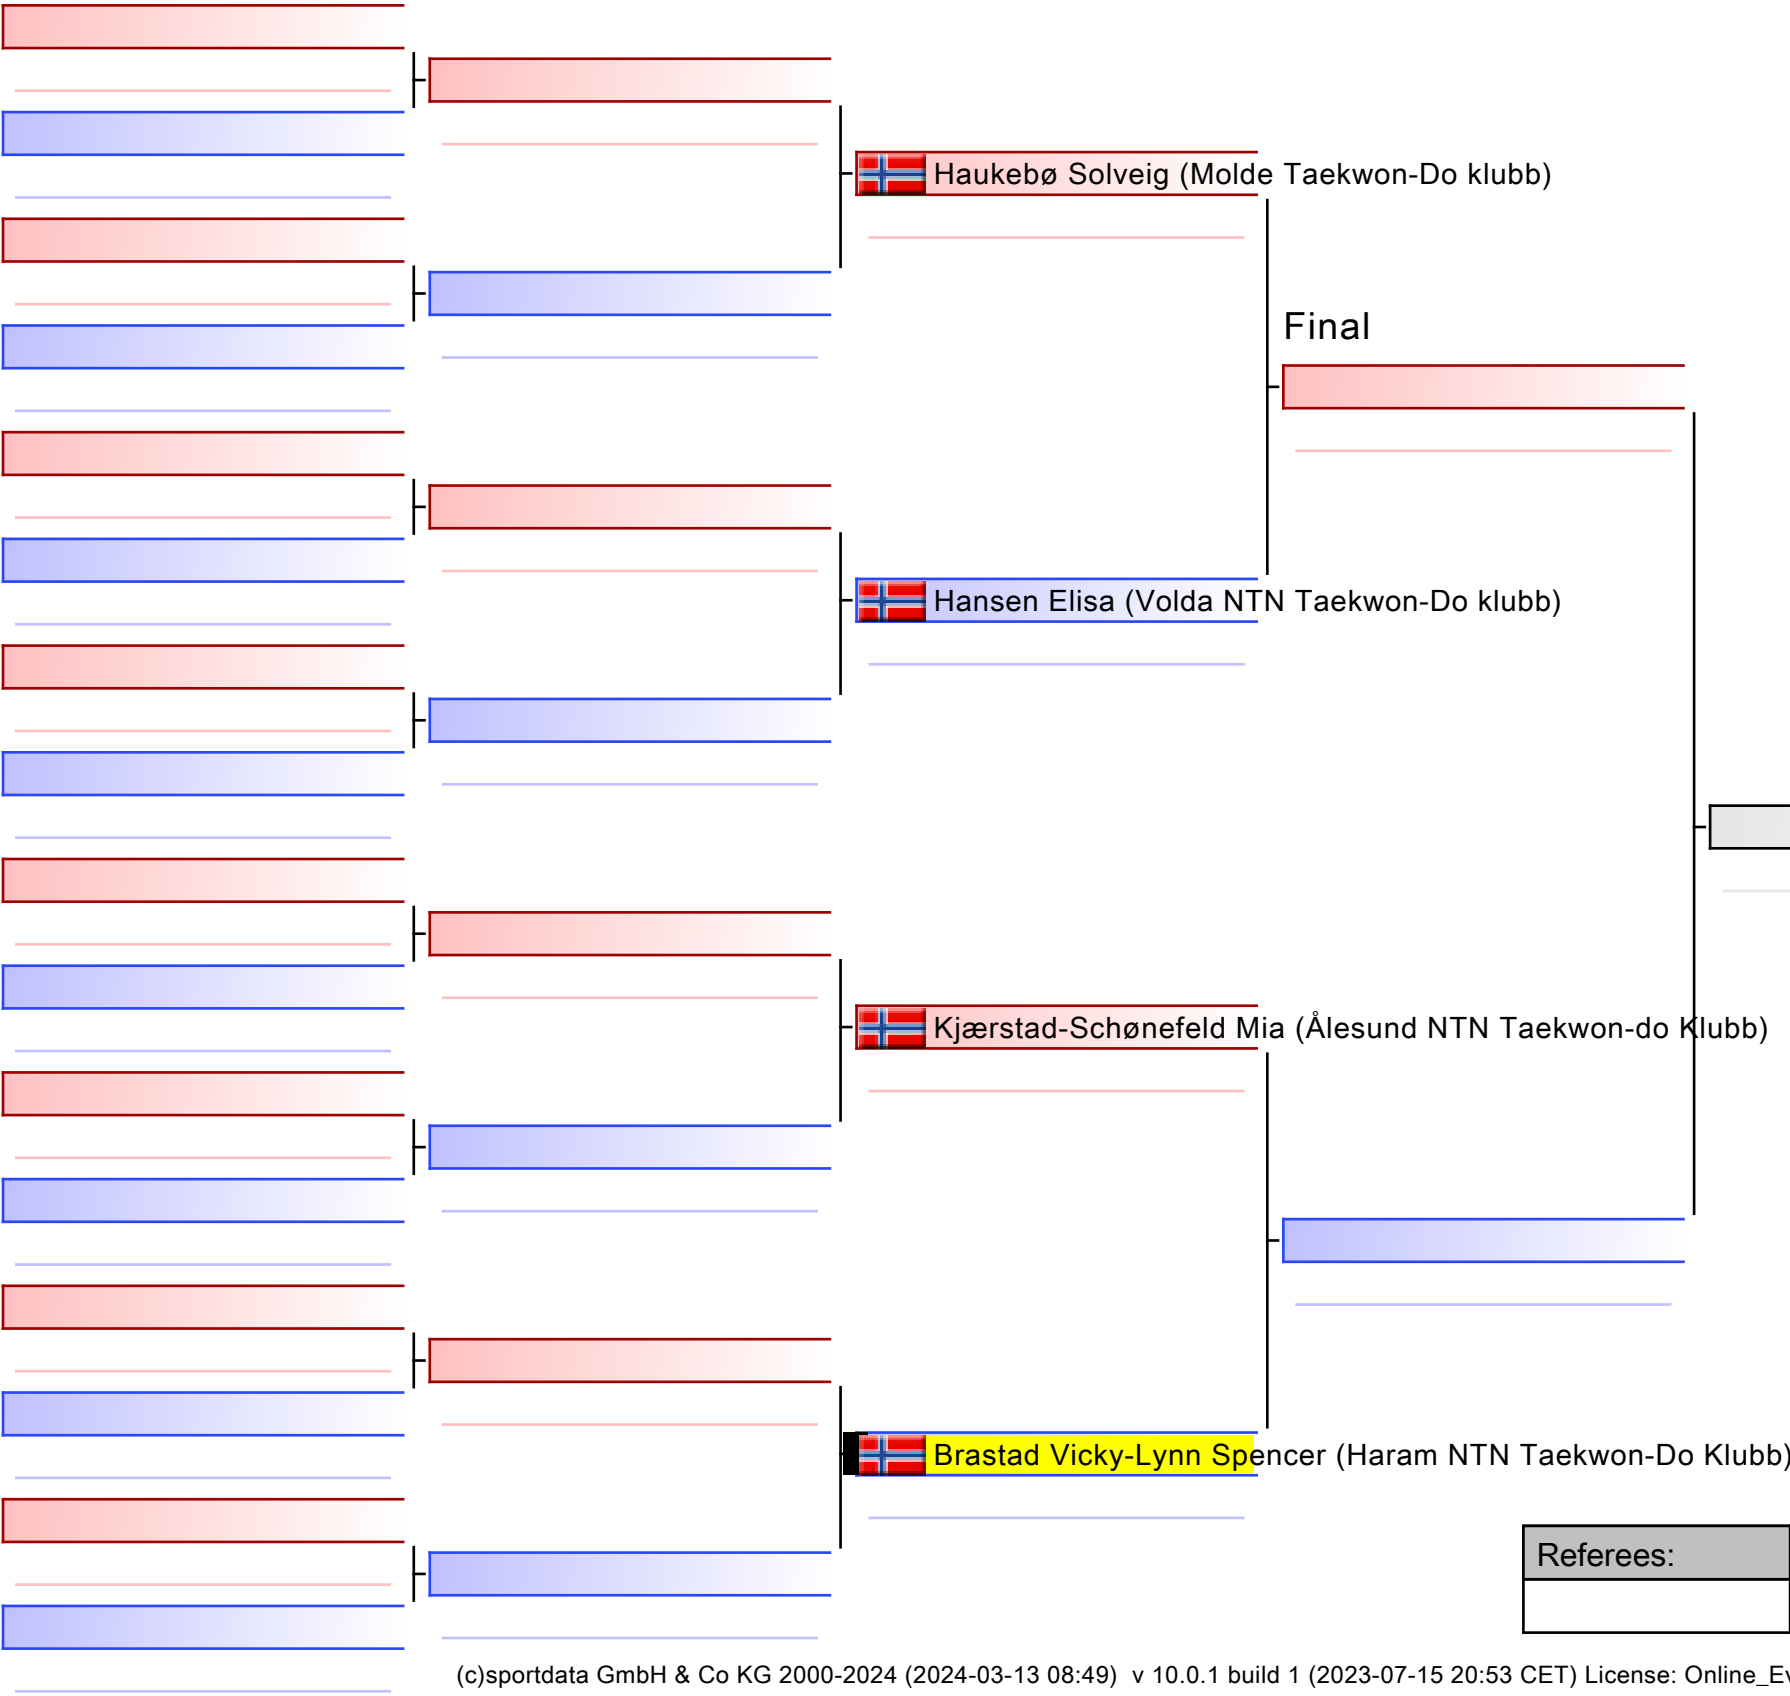 Haukebø Solveig (Molde Taekwon-Do klubb)
Final
Hansen Elisa (Volda NTN Taekwon-Do klubb)
Kjærstad-Schønefeld Mia (Ålesund NTN Taekwon-do Klubb)
Brastad Vicky-Lynn Spencer (Haram NTN Taekwon-Do Klubb)
Referees:
(c)sportdata GmbH & Co KG 2000-2024 (2024-03-13 08:49) v 10.0.1 build 1 (2023-07-15 20:53 CET) License: Online_Ev